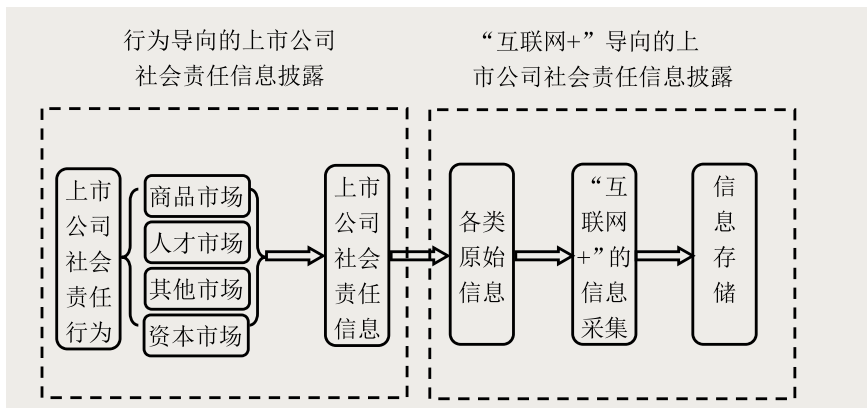 行为导向的上市公司
社会责任信息披露
“互联网+”导向的上
市公司社会责任信息披露
上市
公司
社会
责任
行为
商品市场
人才市场
其他市场
资本市场
上市
公司
社会
责任
信息
各类
原始
信息
“互
联网
+”的
信息
采集
信
息
存
储